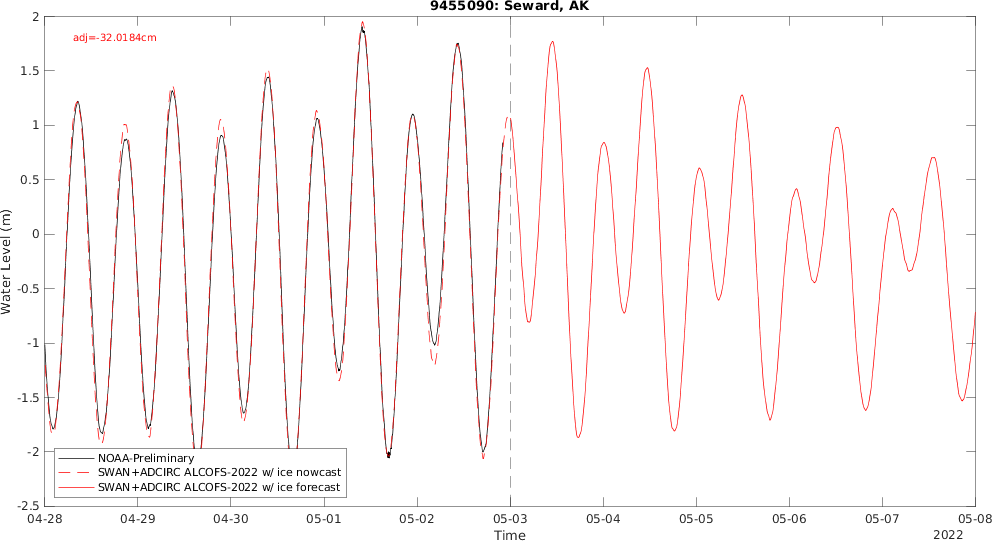 9455090: Seward, AK
adj=-32.0184cm
2
1.5
1
0.5
0
-0.5
-1
-1.5
-2
-2.5
Water Level (m)
NOAA-Preliminary
SWAN+ADCIRC ALCOFS-2022 w/ ice nowcast
SWAN+ADCIRC ALCOFS-2022 w/ ice forecast
04-28 04-29 04-30 05-01 05-02 05-03 05-04 05-05 05-06 05-07 05-08
Time
2022